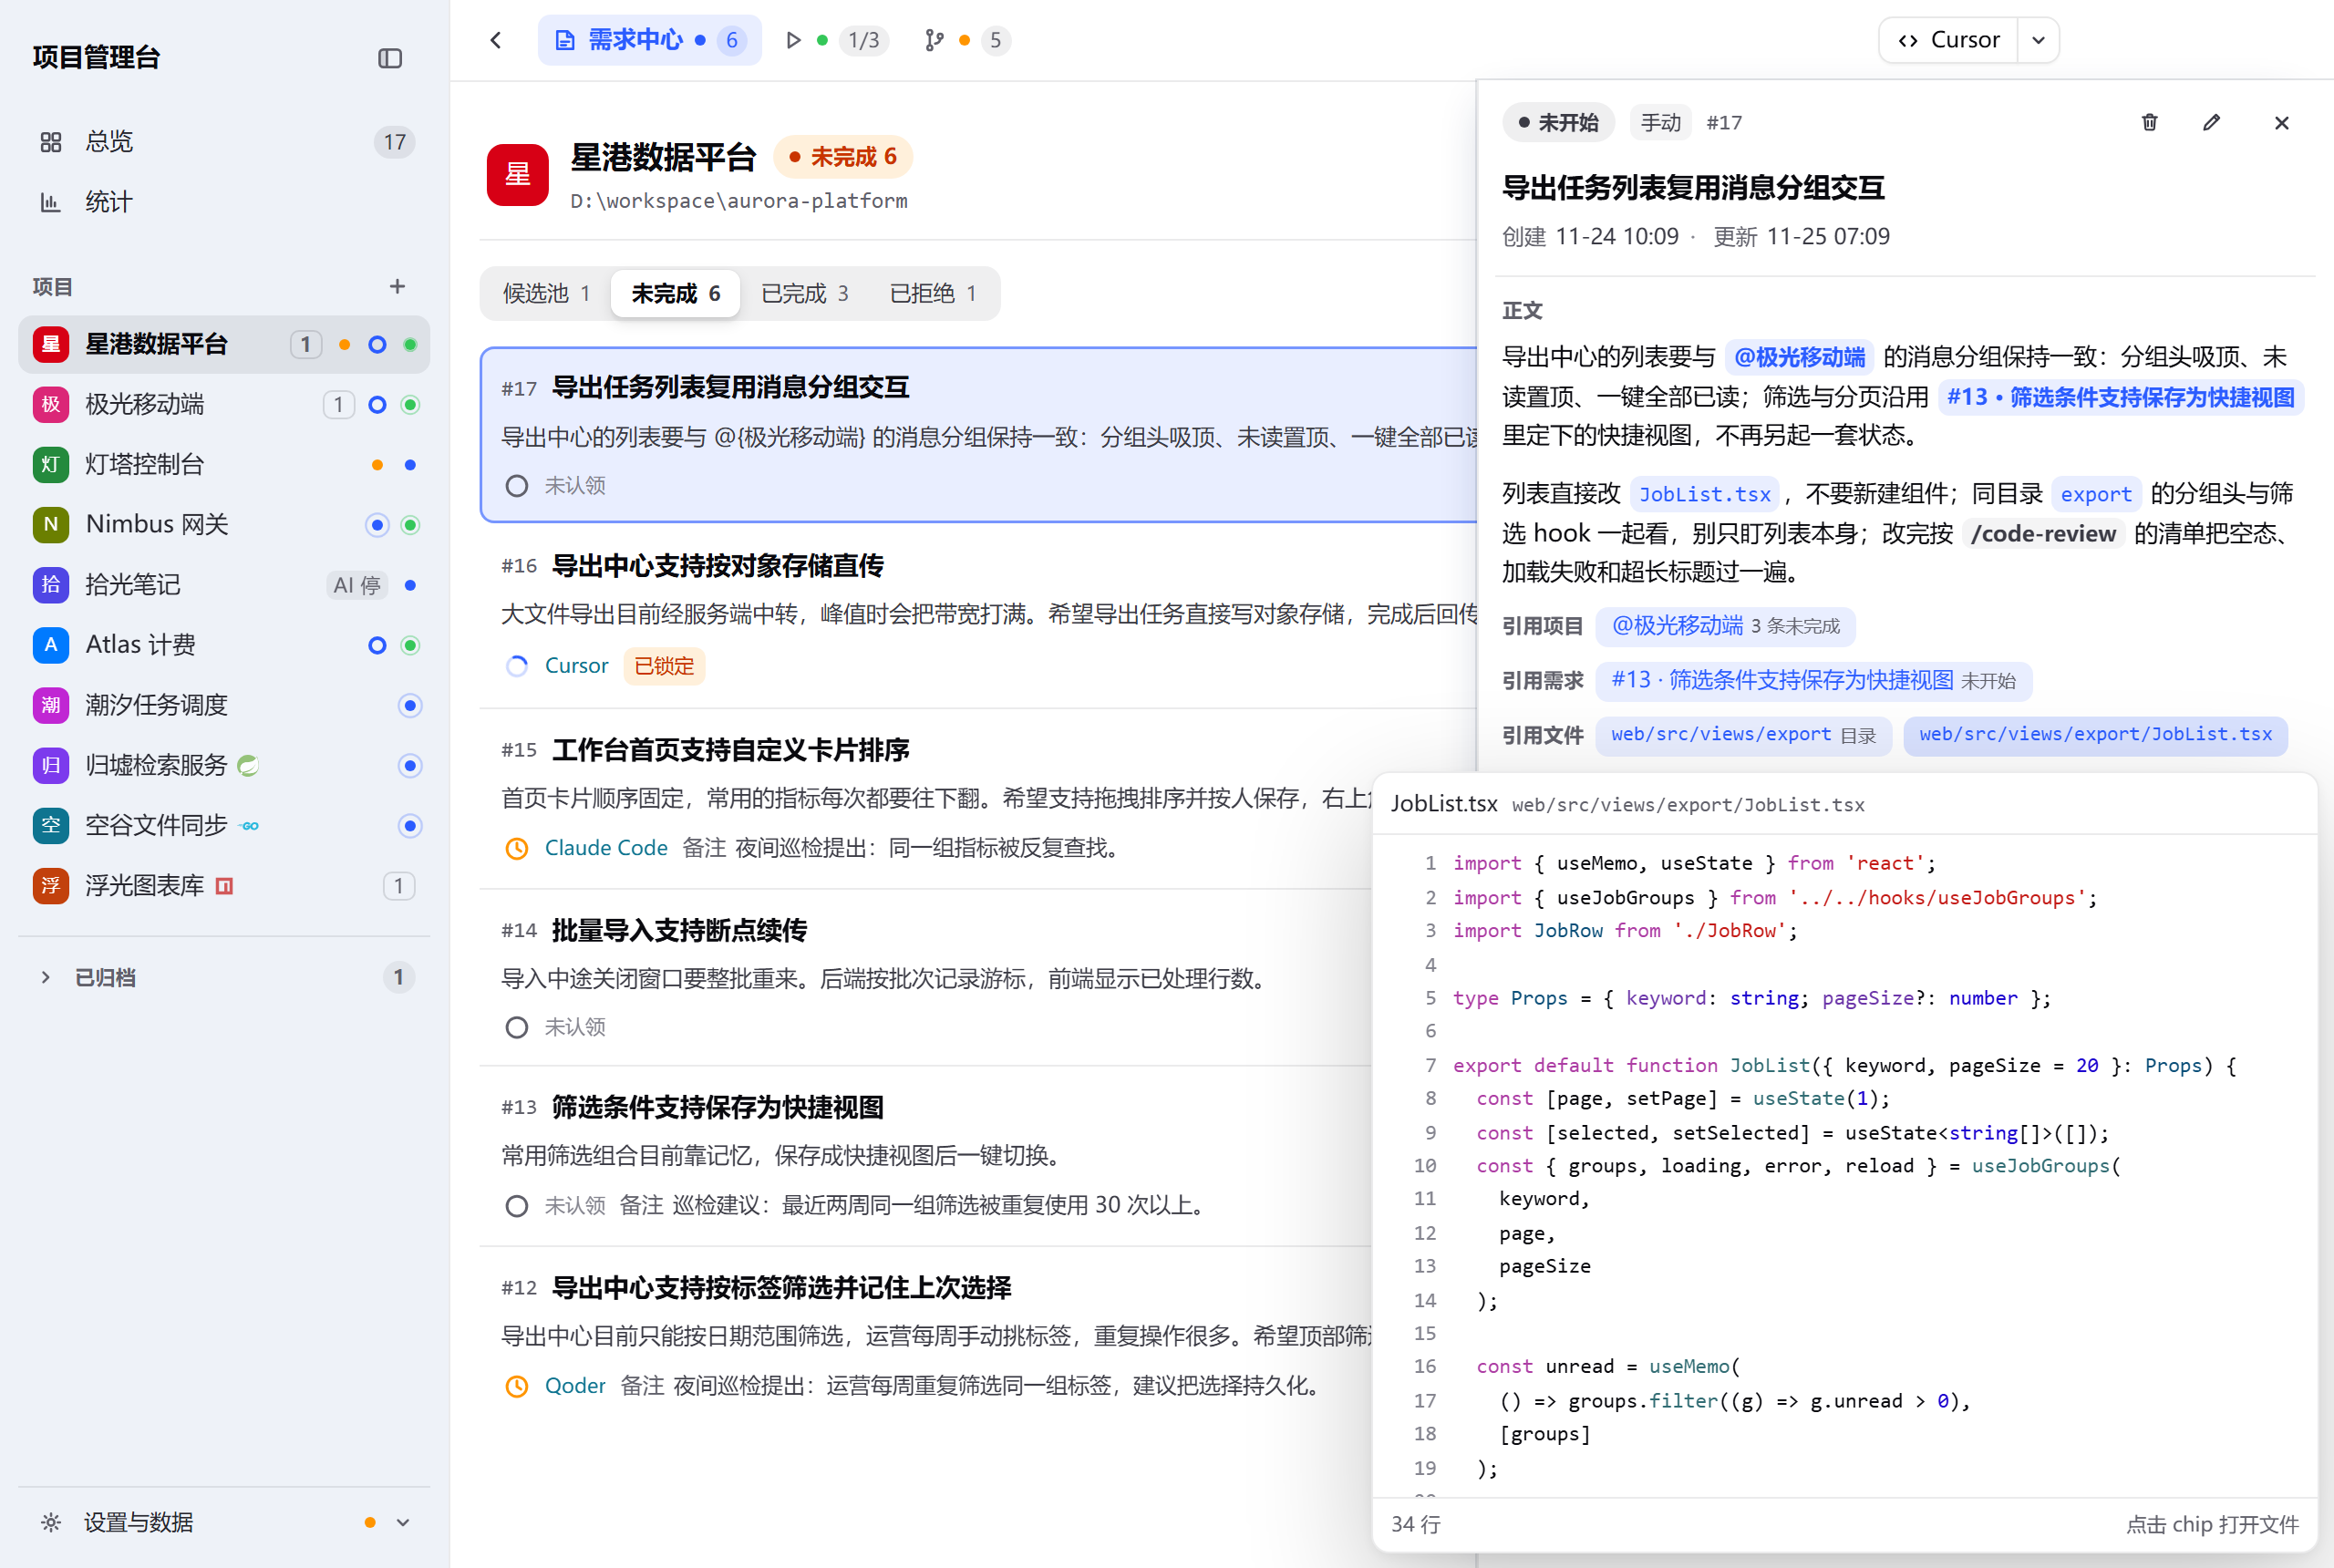 项目管理台
总览 17
统计
项目
星 星港数据平台 1
极 极光移动端 1
灯 灯塔控制台
N Nimbus 网关
拾 拾光笔记 AI 停
A Atlas 计费
潮 潮汐任务调度
归 归墟检索服务
空 空谷文件同步 GO
浮 浮光图表库 1
已归档 1
设置与数据
需求中心 6 1/3 5
Cursor
星 星港数据平台 未完成 6
D:\workspace\aurora-platform
候选池 1 未完成 6 已完成 3 已拒绝 1
#17 导出任务列表复用消息分组交互
导出中心的列表要与 @{极光移动端} 的消息分组保持一致：分组头吸顶、未读置顶、一键全部已读
未认领
#16 导出中心支持按对象存储直传
大文件导出目前经服务端中转，峰值时会把带宽打满。希望导出任务直接写对象存储，完成后回传
Cursor 已锁定
#15 工作台首页支持自定义卡片排序
首页卡片顺序固定，常用的指标每次都要往下翻。希望支持拖拽排序并按人保存，右上
Claude Code 备注 夜间巡检提出：同一组指标被反复查找。
#14 批量导入支持断点续传
导入中途关闭窗口要整批重来。后端按批次记录游标，前端显示已处理行数。
未认领
#13 筛选条件支持保存为快捷视图
常用筛选组合目前靠记忆，保存成快捷视图后一键切换。
未认领 备注 巡检建议：最近两周同一组筛选被重复使用 30 次以上。
#12 导出中心支持按标签筛选并记住上次选择
导出中心目前只能按日期范围筛选，运营每周手动挑标签，重复操作很多。希望顶部筛
Qoder 备注 夜间巡检提出：运营每周重复筛选同一组标签，建议把选择持久化。
未开始 手动 #17
导出任务列表复用消息分组交互
创建 11-24 10:09 · 更新 11-25 07:09
正文
导出中心的列表要与 @极光移动端 的消息分组保持一致：分组头吸顶、未
读置顶、一键全部已读；筛选与分页沿用 #13 • 筛选条件支持保存为快捷视图
里定下的快捷视图，不再另起一套状态。
列表直接改 JobList.tsx ，不要新建组件；同目录 export 的分组头与筛
选 hook 一起看，别只盯列表本身；改完按 /code-review 的清单把空态、
加载失败和超长标题过一遍。
引用项目 @极光移动端 3 条未完成
引用需求 #13 · 筛选条件支持保存为快捷视图 未开始
引用文件 web/src/views/export 目录 web/src/views/export/JobList.tsx
JobList.tsx web/src/views/export/JobList.tsx
1 import { useMemo, useState } from 'react';
2 import { useJobGroups } from '../../hooks/useJobGroups';
3 import JobRow from './JobRow';
4
5 type Props = { keyword: string; pageSize?: number };
6
7 export default function JobList({ keyword, pageSize = 20 }: Props) {
8 const [page, setPage] = useState(1);
9 const [selected, setSelected] = useState<string[]>([]);
10 const { groups, loading, error, reload } = useJobGroups(
11 keyword,
12 page,
13 pageSize
14 );
15
16 const unread = useMemo(
17 () => groups.filter((g) => g.unread > 0),
18 [groups]
19 );
34 行 点击 chip 打开文件